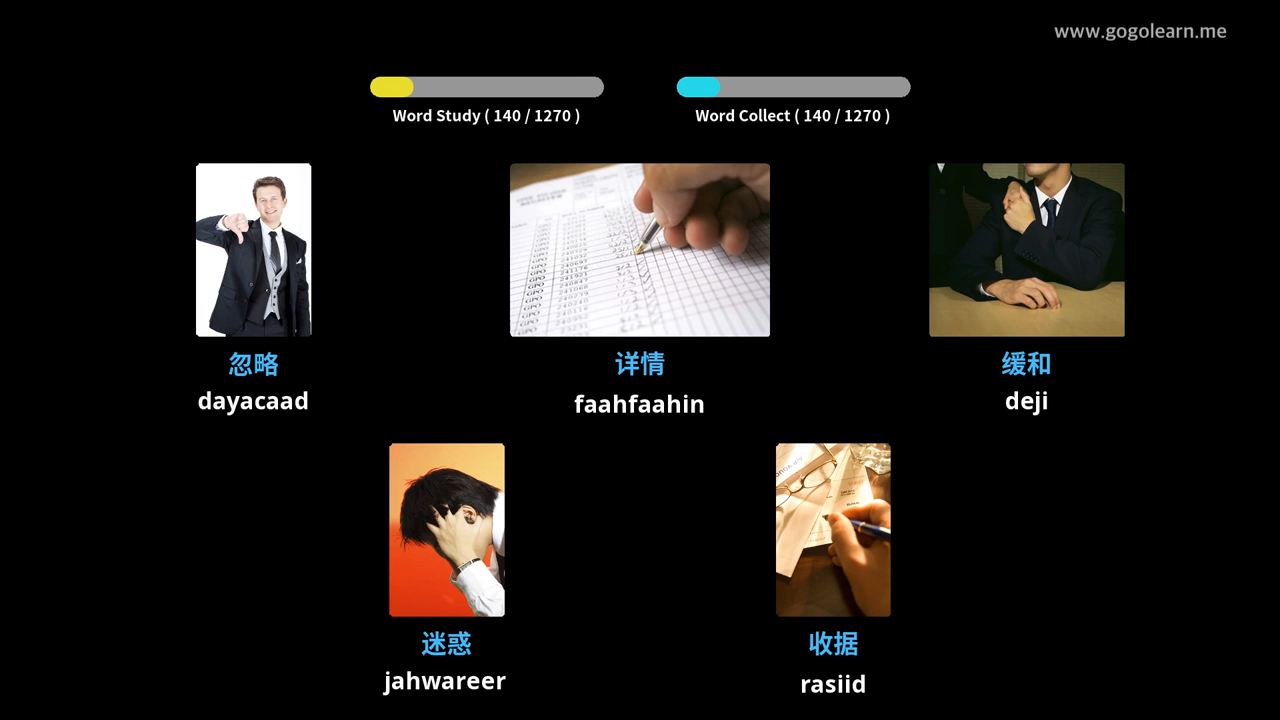 www.gogolearn.me
Word Study ( 140 / 1270 )
Word Collect ( 140 / 1270 )
忽略
详情
缓和
dayacaad
faahfaahin
deji
迷惑
收据
jahwareer
rasiid